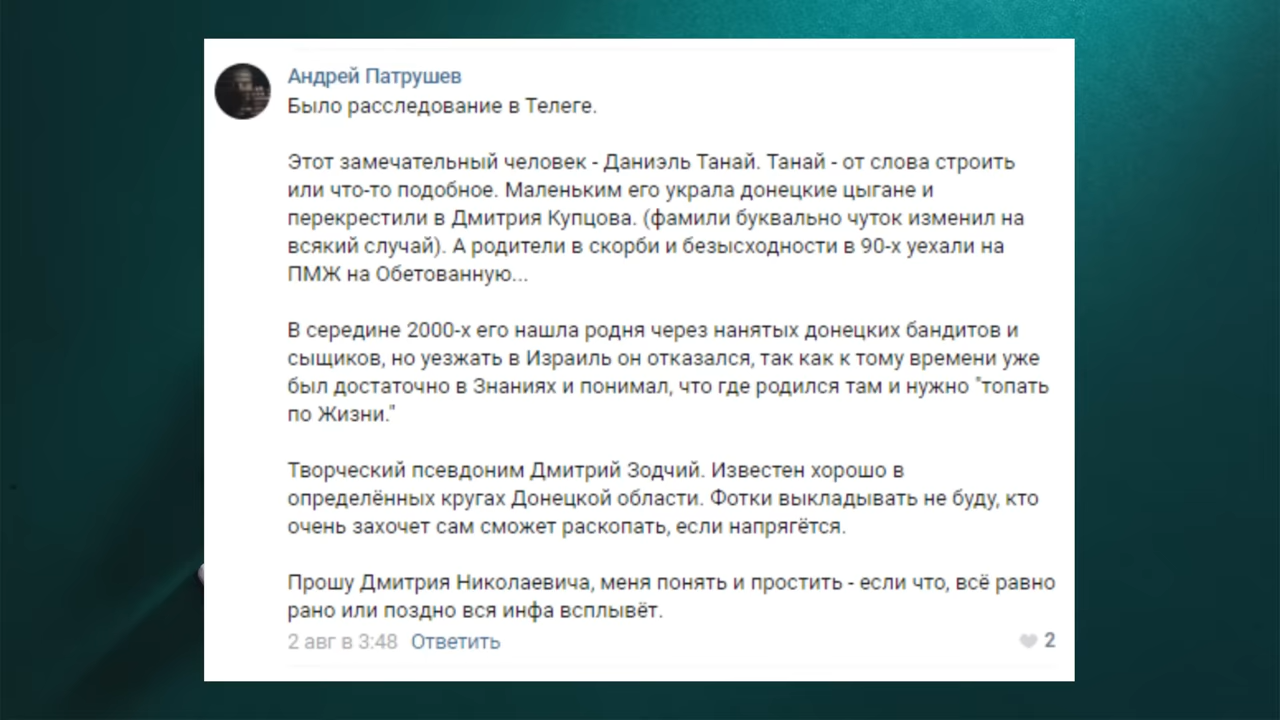 Андрей Патрушев
Было расследование в Телеге.
Этот замечательный человек - Даниэль Танай. Танай - от слова строить
или что-то подобное. Маленьким его украла донецкие цыгане и
перекрестили в Дмитрия Купцова. (фамили буквально чуток изменил на
всякий случай). А родители в скорби и безысходности в 90-х уехали на
ПМЖ на Обетованную...
В середине 2000-х его нашла родня через нанятых донецких бандитов и
сыщиков, но уезжать в Израиль он отказался, так как к тому времени уже
был достаточно в Знаниях и понимал, что где родился там и нужно "топать
по Жизни."
Творческий псевдоним Дмитрий Зодчий. Известен хорошо в
определённых кругах Донецкой области. Фотки выкладывать не буду, кто
очень захочет сам сможет раскопать, если напрягётся.
Прошу Дмитрия Николаевича, меня понять и простить - если что, всё равно
рано или поздно вся инфа всплывёт.
2 авг в 3:48 Ответить 2